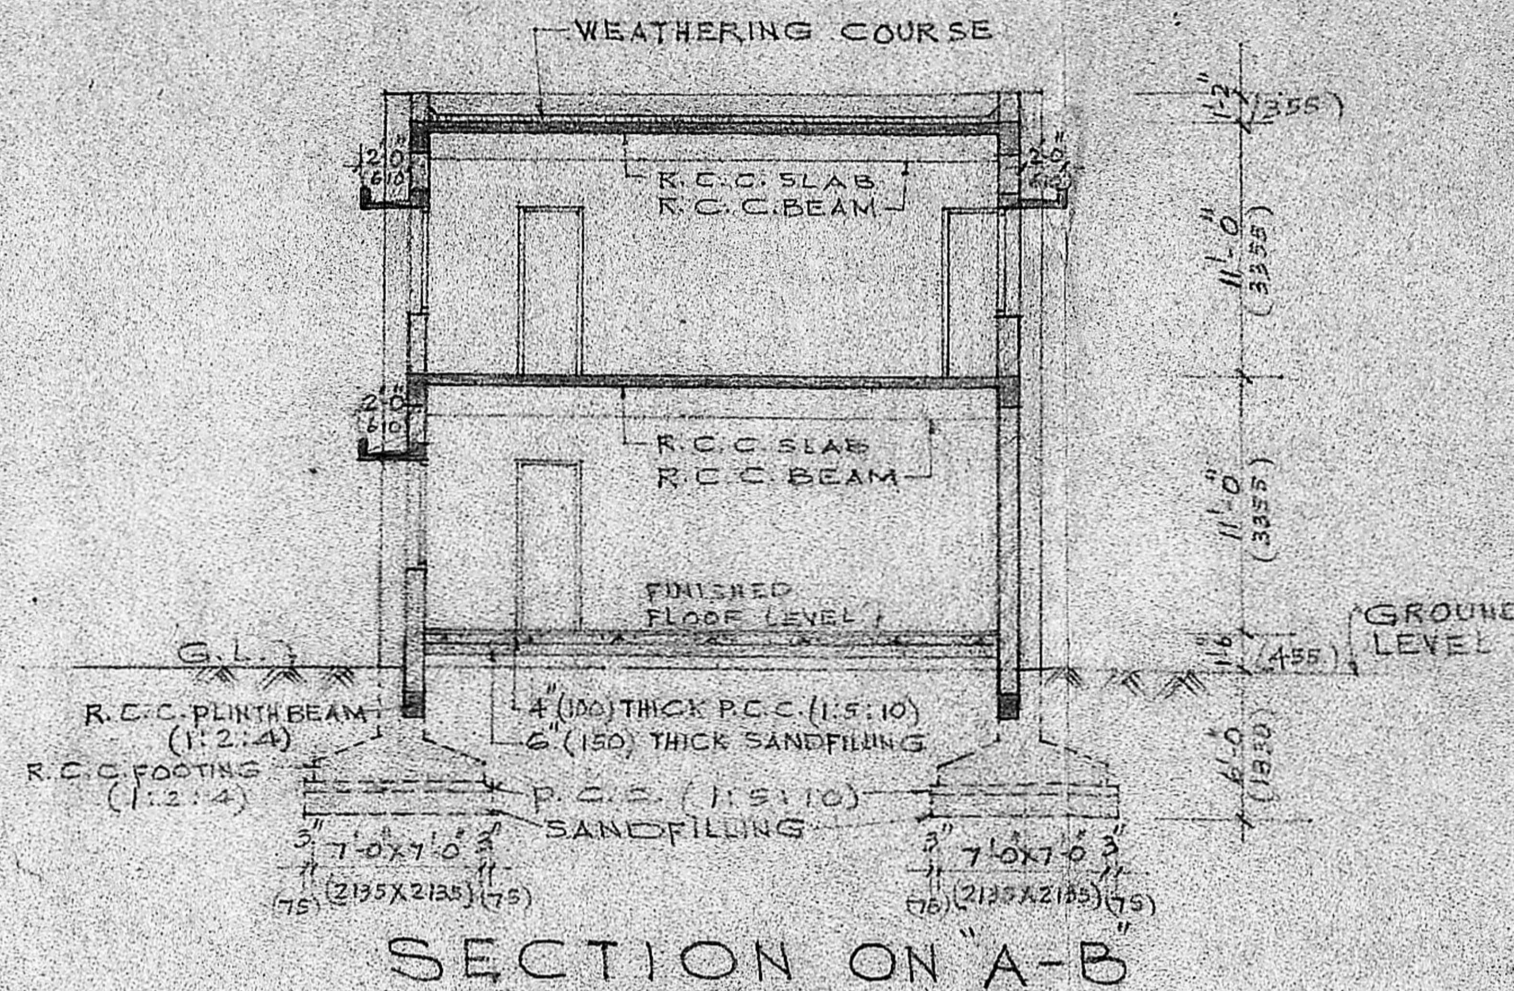 WEATHERING COURSE
1'-2"
(355)
2'-0"
610
2'-0"
610
R.C.C. SLAB
R.C.C. BEAM
11'-0"
(3355)
2'-0"
610
R.C.C. SLAB
R.C.C. BEAM
11'-0"
(3355)
FINISHED
FLOOR LEVEL
GROUND
LEVEL
G.L.
1'6"
(455)
R.C.C. PLINTH BEAM
(1:2:4)
4"(100) THICK P.C.C. (1:5:10)
6"(150) THICK SANDFILLING
R.C.C. FOOTING
(1:2:4)
P.C.C. (1:5:10)
SANDFILLING
6'-0"
(1830)
3" 7'-0"X7'-0" 3"
(75) (2135X2135) (75)
3" 7'-0"X7'-0" 3"
(75) (2135X2135) (75)
SECTION ON "A-B"